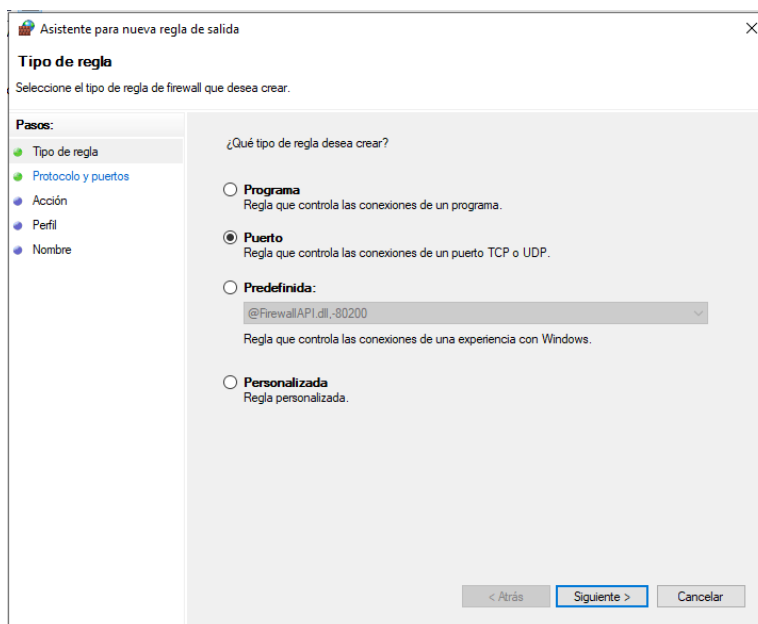 Asistente para nueva regla de salida
Tipo de regla
Seleccione el tipo de regla de firewall que desea crear.
Pasos:
Tipo de regla
Protocolo y puertos
Acción
Perfil
Nombre
¿Qué tipo de regla desea crear?
Programa
Regla que controla las conexiones de un programa.
Puerto
Regla que controla las conexiones de un puerto TCP o UDP.
Predefinida:
@FirewallAPI.dll,-80200
Regla que controla las conexiones de una experiencia con Windows.
Personalizada
Regla personalizada.
< Atrás
Siguiente >
Cancelar